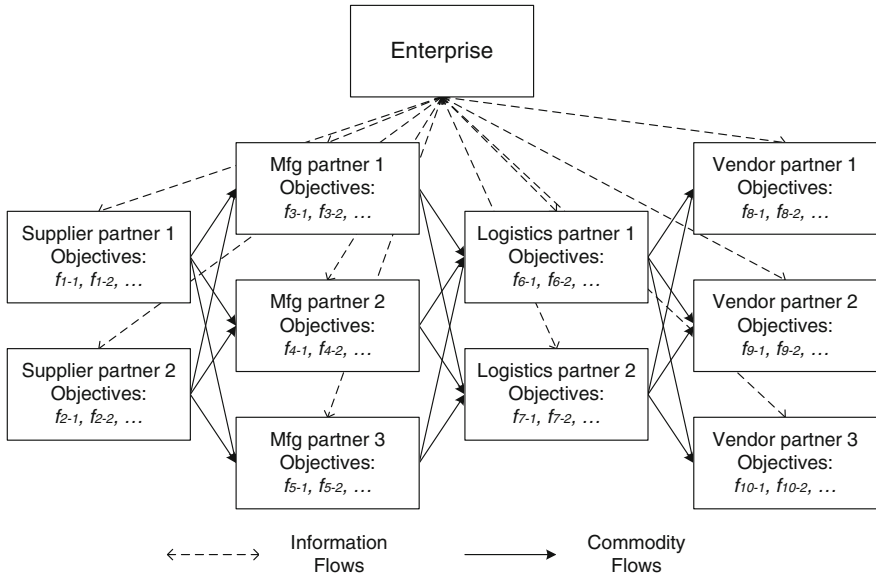 Enterprise
Mfg partner 1
Objectives:
f3-1, f3-2, …
Vendor partner 1
Objectives:
f8-1, f8-2, …
Supplier partner 1
Objectives:
f1-1, f1-2, …
Logistics partner 1
Objectives:
f6-1, f6-2, …
Mfg partner 2
Objectives:
f4-1, f4-2, …
Vendor partner 2
Objectives:
f9-1, f9-2, …
Supplier partner 2
Objectives:
f2-1, f2-2, …
Logistics partner 2
Objectives:
f7-1, f7-2, …
Mfg partner 3
Objectives:
f5-1, f5-2, …
Vendor partner 3
Objectives:
f10-1, f10-2, …
Information
Flows
Commodity
Flows